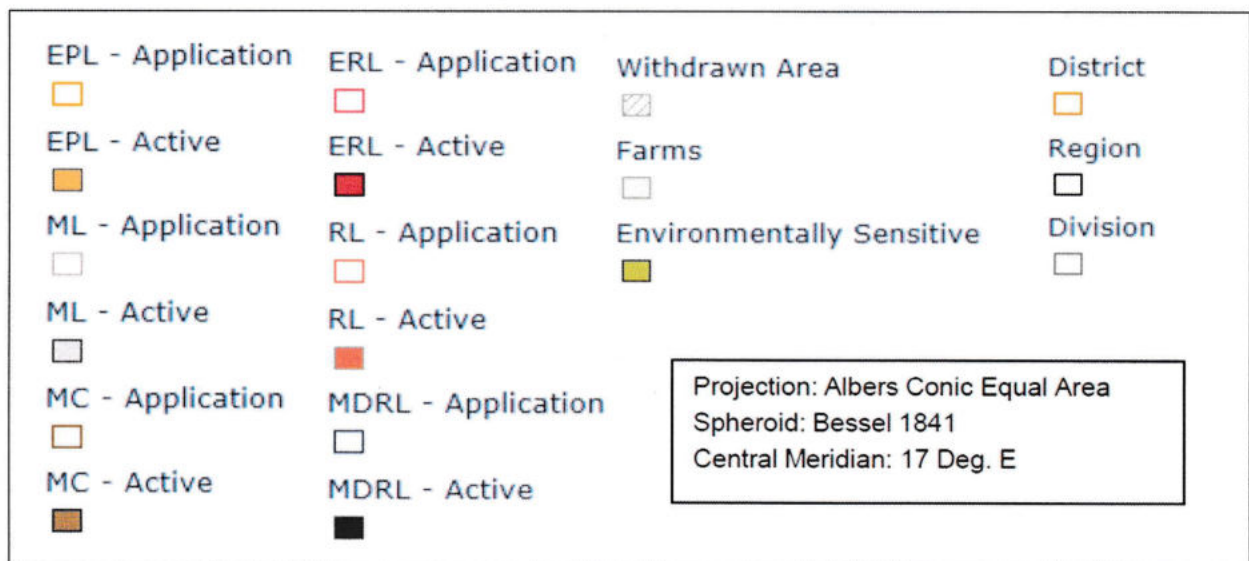 EPL - Application
EPL - Active
ML - Application
ML - Active
MC - Application
MC - Active
ERL - Application
ERL - Active
RL - Application
RL - Active
MDRL - Application
MDRL - Active
Withdrawn Area
Farms
Environmentally Sensitive
District
Region
Division
Projection: Albers Conic Equal Area
Spheroid: Bessel 1841
Central Meridian: 17 Deg. E